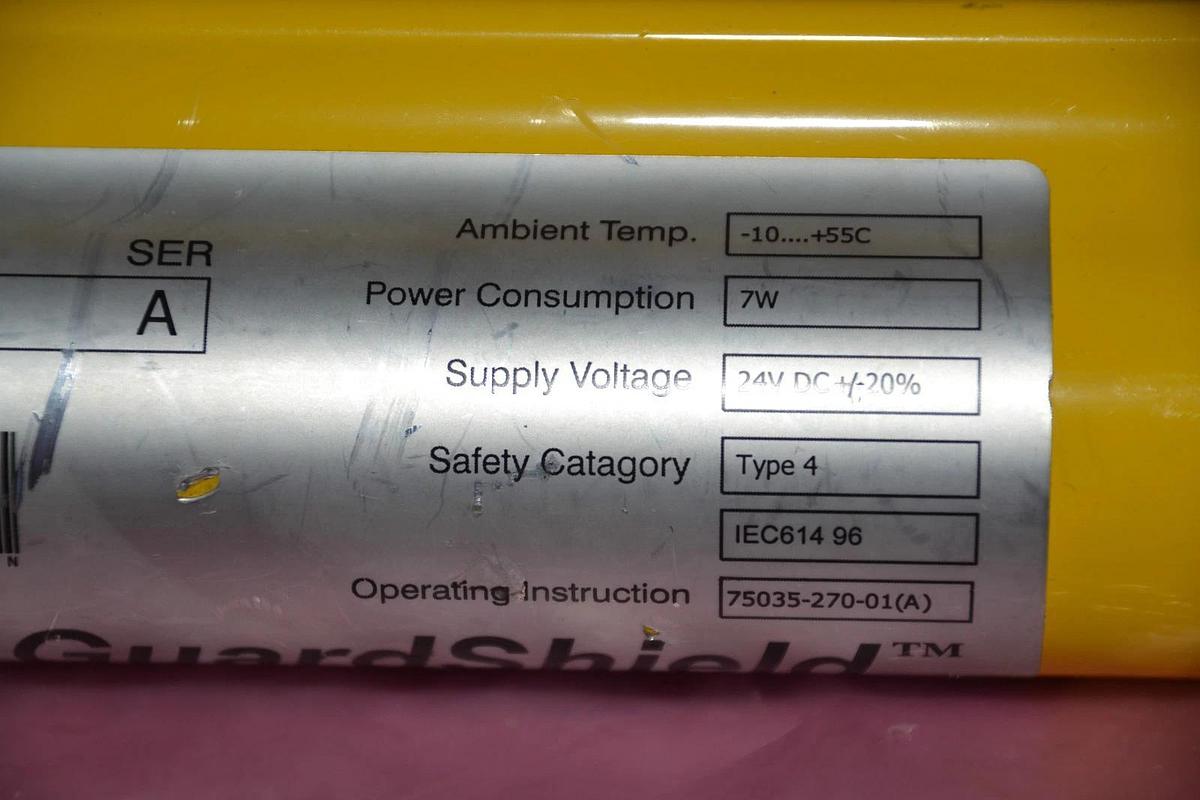 SER
A
Ambient Temp. -10....+55C
Power Consumption 7W
Supply Voltage 24V DC +/-20%
Safety Catagory Type 4
IEC614 96
Operating Instruction 75035-270-01(A)
N
GuardShield™